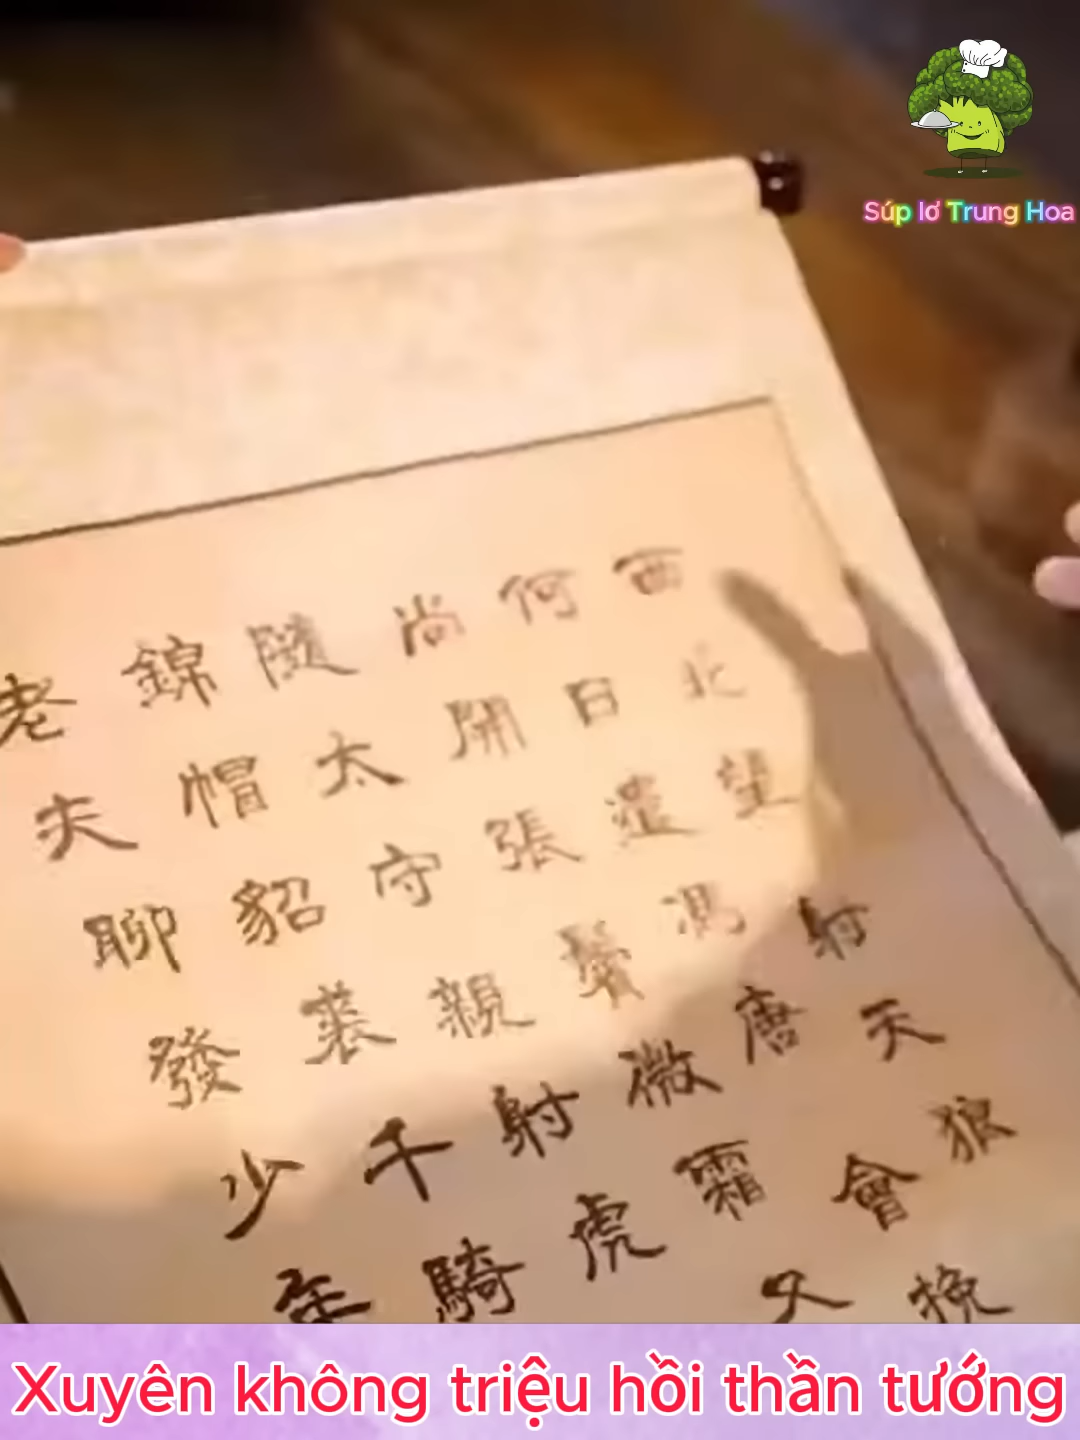 Súp lơ Trung Hoa
西北望射天狼
何日遣馮唐會挽
尚開張鬢微霜又
隨太守親射虎
錦帽貂裘千騎
老夫聊發少年
Xuyên không triệu hồi thần tướng